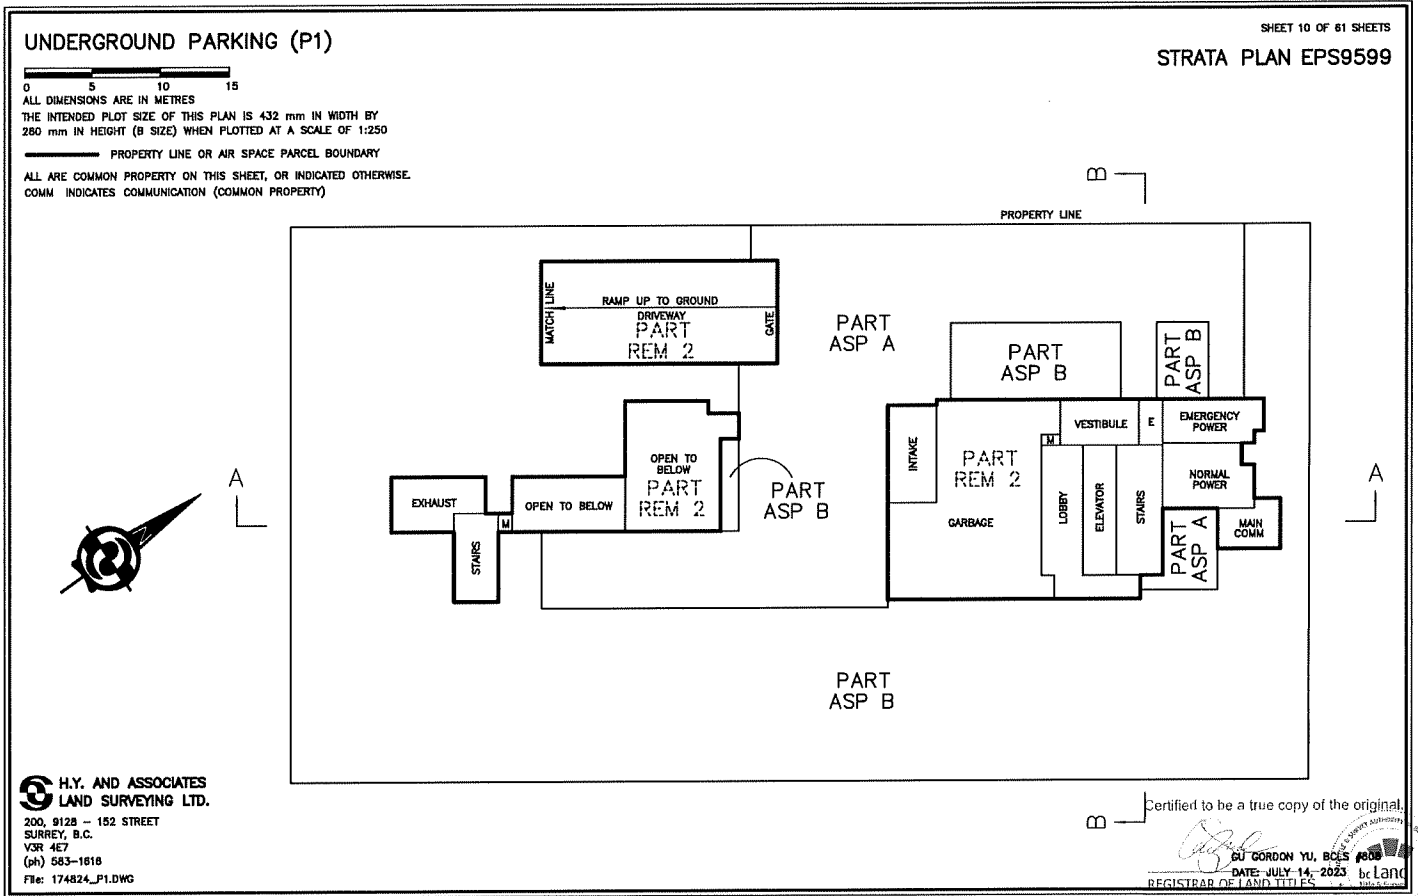 UNDERGROUND PARKING (P1)
0 5 10 15
ALL DIMENSIONS ARE IN METRES
THE INTENDED PLOT SIZE OF THIS PLAN IS 432 mm IN WIDTH BY
280 mm IN HEIGHT (B SIZE) WHEN PLOTTED AT A SCALE OF 1:250
PROPERTY LINE OR AIR SPACE PARCEL BOUNDARY
ALL ARE COMMON PROPERTY ON THIS SHEET, OR INDICATED OTHERWISE.
COMM INDICATES COMMUNICATION (COMMON PROPERTY)
SHEET 10 OF 61 SHEETS
STRATA PLAN EPS9599
B
PROPERTY LINE
MATCH LINE
RAMP UP TO GROUND
DRIVEWAY
PART
REM 2
GATE
PART
ASP A
PART
ASP B
PART
ASP B
INTAKE
VESTIBULE
E
EMERGENCY
POWER
M
PART
REM 2
GARBAGE
LOBBY
ELEVATOR
STAIRS
NORMAL
POWER
PART
ASP A
MAIN
COMM
OPEN TO
BELOW
PART
REM 2
PART
ASP B
A
A
EXHAUST
M
OPEN TO BELOW
STAIRS
PART
ASP B
H.Y. AND ASSOCIATES
LAND SURVEYING LTD.
200, 9128 – 152 STREET
SURREY, B.C.
V3R 4E7
(ph) 583–1616
File: 174824_P1.DWG
B
Certified to be a true copy of the original.
GU GORDON YU, BCLS #808
DATE: JULY 14, 2023
REGISTRAR OF LAND TITLES
bc Land